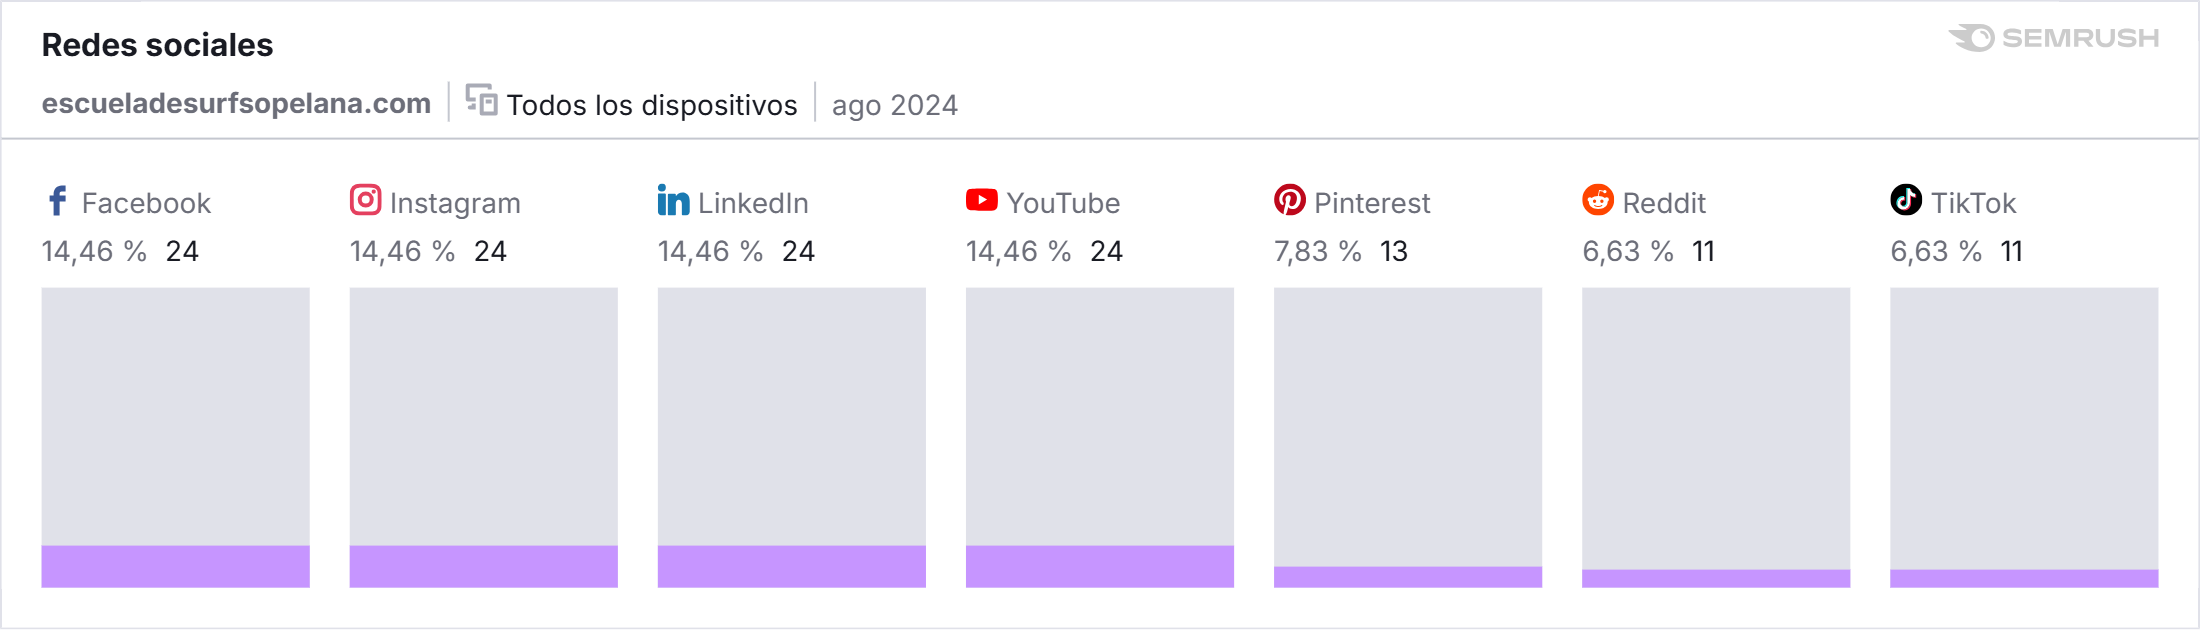 Redes sociales
SEMRUSH
escueladesurfsopelana.com Todos los dispositivos ago 2024
Facebook Instagram LinkedIn YouTube Pinterest Reddit TikTok
14,46 % 24 14,46 % 24 14,46 % 24 14,46 % 24 7,83 % 13 6,63 % 11 6,63 % 11